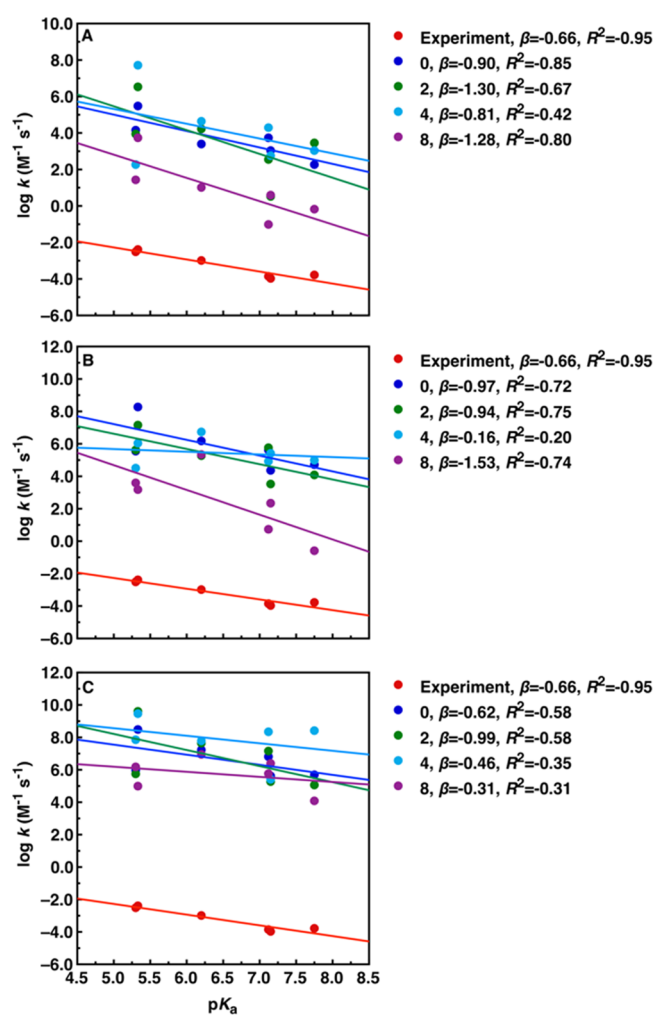 A
10.0
8.0
6.0
4.0
2.0
0.0
−2.0
−4.0
−6.0
log k (M⁻¹ s⁻¹)
Experiment, β=-0.66, R²=-0.95
0, β=-0.90, R²=-0.85
2, β=-1.30, R²=-0.67
4, β=-0.81, R²=-0.42
8, β=-1.28, R²=-0.80
B
12.0
10.0
8.0
6.0
4.0
2.0
0.0
−2.0
−4.0
−6.0
log k (M⁻¹ s⁻¹)
Experiment, β=-0.66, R²=-0.95
0, β=-0.97, R²=-0.72
2, β=-0.94, R²=-0.75
4, β=-0.16, R²=-0.20
8, β=-1.53, R²=-0.74
C
12.0
10.0
8.0
6.0
4.0
2.0
0.0
−2.0
−4.0
−6.0
log k (M⁻¹ s⁻¹)
Experiment, β=-0.66, R²=-0.95
0, β=-0.62, R²=-0.58
2, β=-0.99, R²=-0.58
4, β=-0.46, R²=-0.35
8, β=-0.31, R²=-0.31
4.5 5.0 5.5 6.0 6.5 7.0 7.5 8.0 8.5
pKₐ